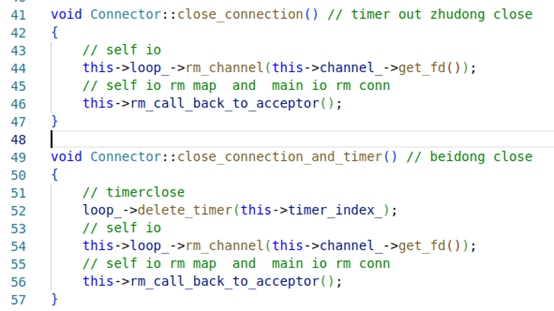 41 void Connector::close_connection() // timer out zhudong close
42 {
43     // self io
44     this->loop_->rm_channel(this->channel_->get_fd());
45     // self io rm map  and  main io rm conn
46     this->rm_call_back_to_acceptor();
47 }
48
49 void Connector::close_connection_and_timer() // beidong close
50 {
51     // timerclose
52     loop_->delete_timer(this->timer_index_);
53     // self io
54     this->loop_->rm_channel(this->channel_->get_fd());
55     // self io rm map  and  main io rm conn
56     this->rm_call_back_to_acceptor();
57 }